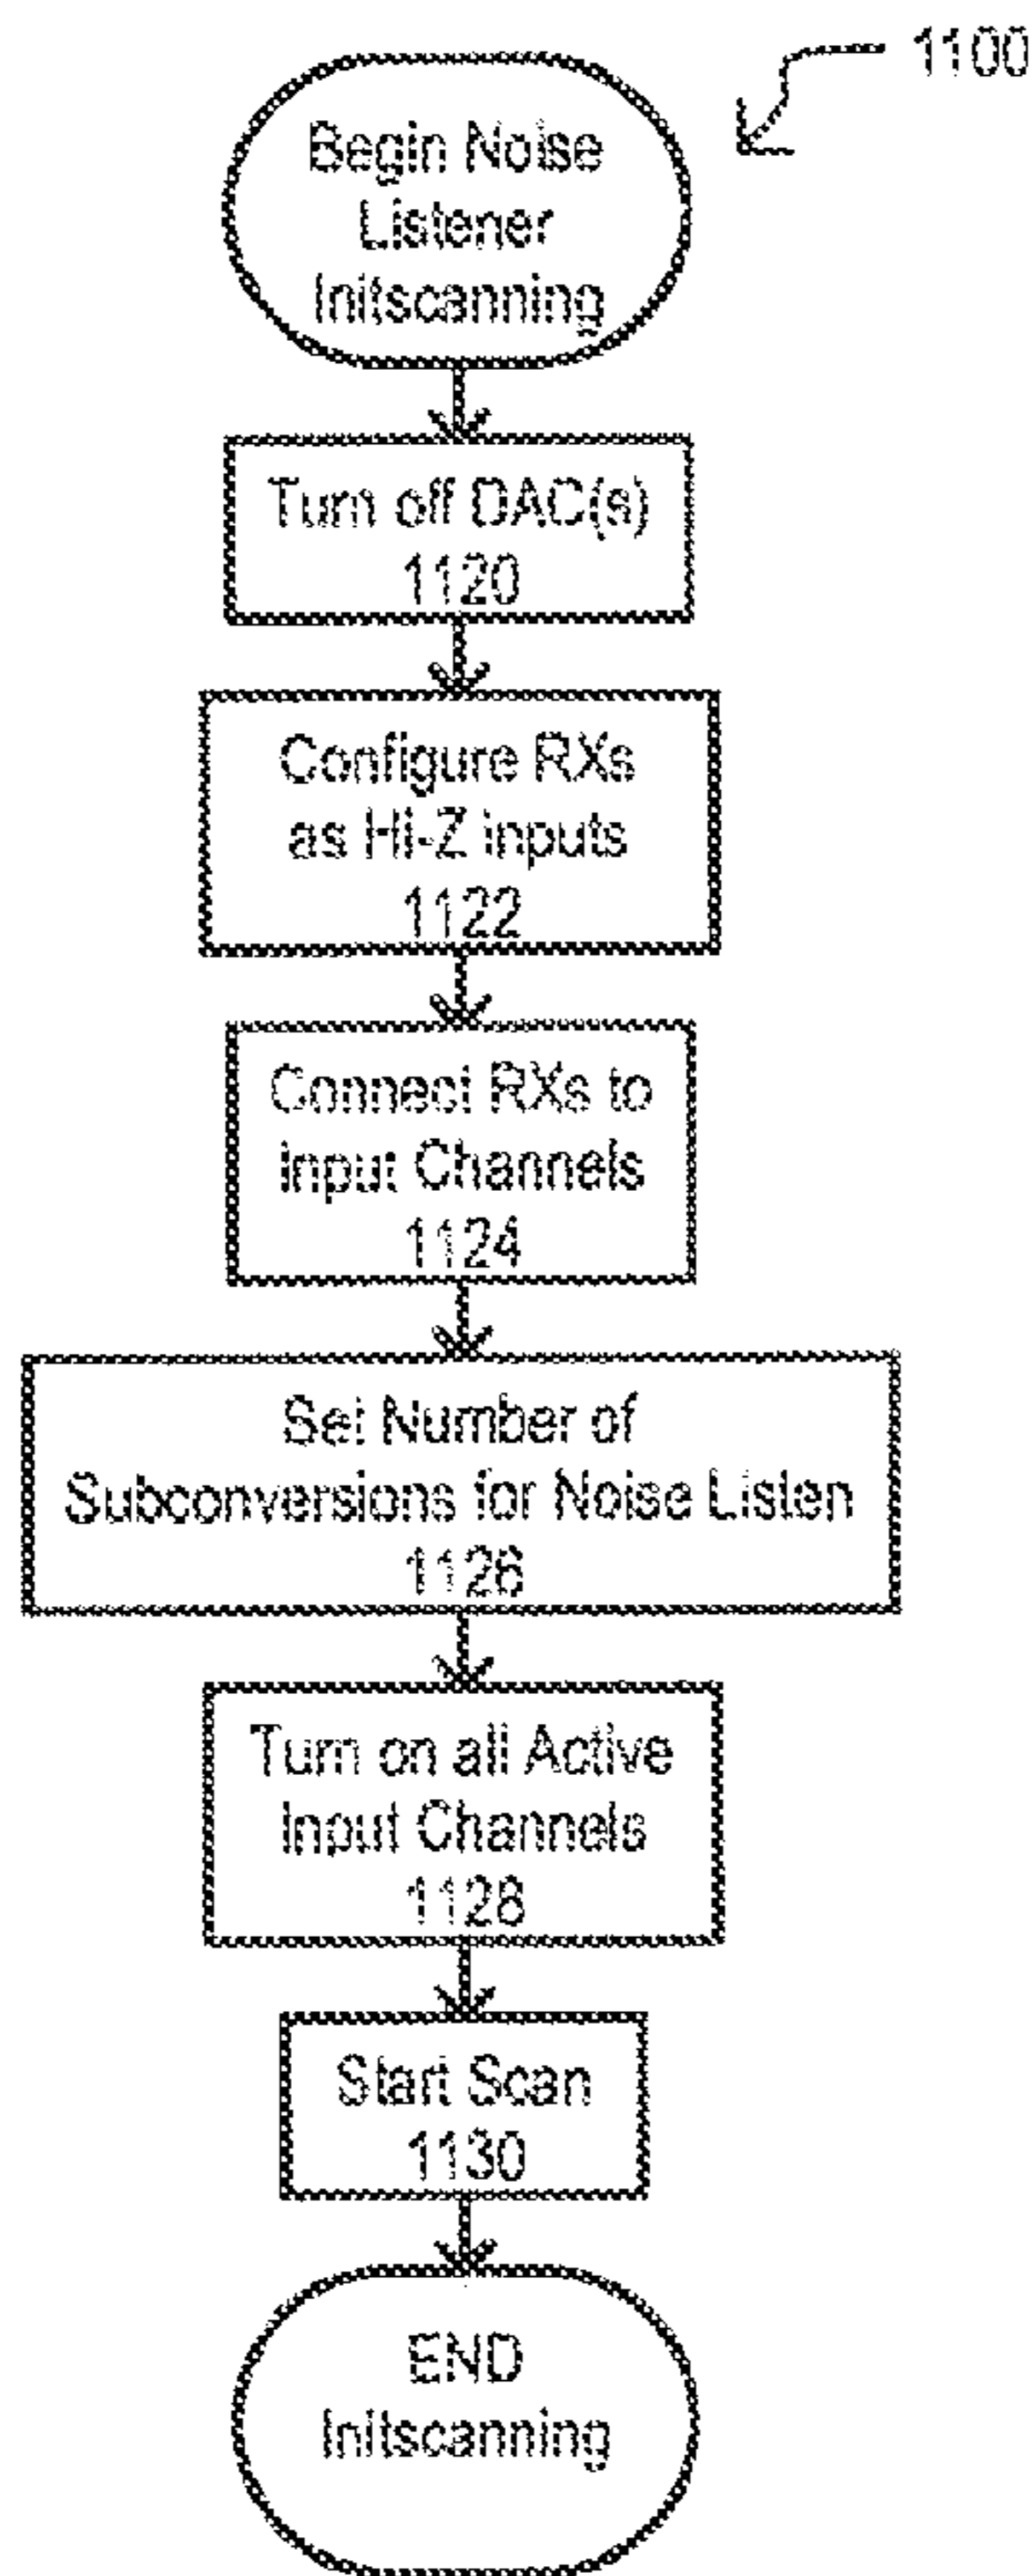 1100
Begin Noise
Listener
Initscanning
Turn off DAC(s)
1120
Configure RXs
as Hi-Z inputs
1122
Connect RXs to
Input Channels
1124
Set Number of
Subconversions for Noise Listen
1126
Turn on all Active
Input Channels
1128
Start Scan
1130
END
Initscanning